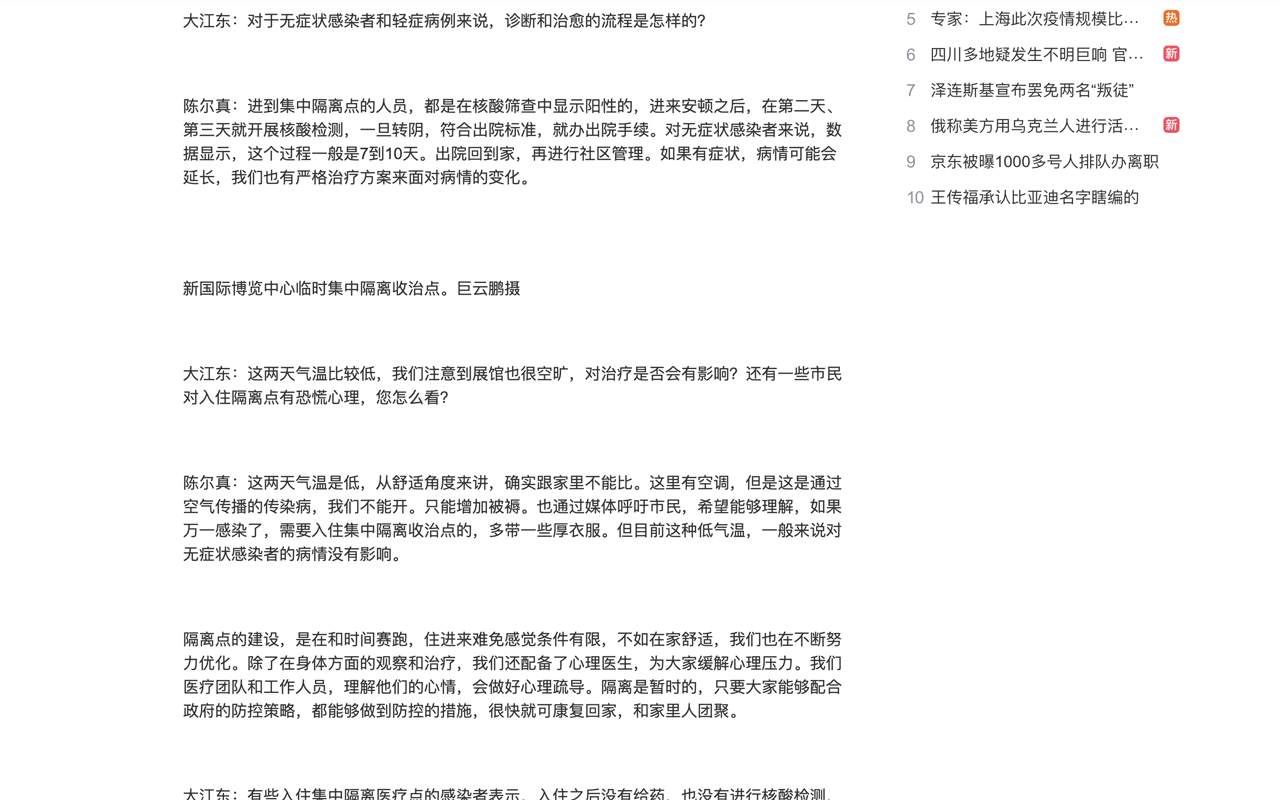 大江东：对于无症状感染者和轻症病例来说，诊断和治愈的流程是怎样的？
陈尔真：进到集中隔离点的人员，都是在核酸筛查中显示阳性的，进来安顿之后，在第二天、
第三天就开展核酸检测，一旦转阴，符合出院标准，就办出院手续。对无症状感染者来说，数
据显示，这个过程一般是7到10天。出院回到家，再进行社区管理。如果有症状，病情可能会
延长，我们也有严格治疗方案来面对病情的变化。
新国际博览中心临时集中隔离收治点。巨云鹏摄
大江东：这两天气温比较低，我们注意到展馆也很空旷，对治疗是否会有影响？还有一些市民
对入住隔离点有恐慌心理，您怎么看？
陈尔真：这两天气温是低，从舒适角度来讲，确实跟家里不能比。这里有空调，但是这是通过
空气传播的传染病，我们不能开。只能增加被褥。也通过媒体呼吁市民，希望能够理解，如果
万一感染了，需要入住集中隔离收治点的，多带一些厚衣服。但目前这种低气温，一般来说对
无症状感染者的病情没有影响。
隔离点的建设，是在和时间赛跑，住进来难免感觉条件有限，不如在家舒适，我们也在不断努
力优化。除了在身体方面的观察和治疗，我们还配备了心理医生，为大家缓解心理压力。我们
医疗团队和工作人员，理解他们的心情，会做好心理疏导。隔离是暂时的，只要大家能够配合
政府的防控策略，都能够做到防控的措施，很快就可康复回家，和家里人团聚。
大江东：有些入住集中隔离医疗点的感染者表示，入住之后没有给药，也没有进行核酸检测，
5 专家：上海此次疫情规模比… 热
6 四川多地疑发生不明巨响 官… 新
7 泽连斯基宣布罢免两名“叛徒”
8 俄称美方用乌克兰人进行活… 新
9 京东被曝1000多号人排队办离职
10 王传福承认比亚迪名字瞎编的